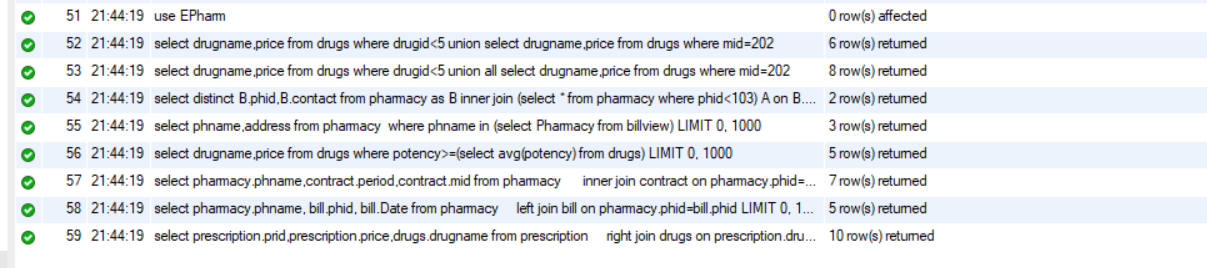 51 21:44:19 use EPharm 0 row(s) affected
52 21:44:19 select drugname,price from drugs where drugid<5 union select drugname,price from drugs where mid=202 6 row(s) returned
53 21:44:19 select drugname,price from drugs where drugid<5 union all select drugname,price from drugs where mid=202 8 row(s) returned
54 21:44:19 select distinct B.phid,B.contact from pharmacy as B inner join (select * from pharmacy where phid<103) A on B.... 2 row(s) returned
55 21:44:19 select phname,address from pharmacy where phname in (select Pharmacy from billview) LIMIT 0, 1000 3 row(s) returned
56 21:44:19 select drugname,price from drugs where potency>=(select avg(potency) from drugs) LIMIT 0, 1000 5 row(s) returned
57 21:44:19 select pharmacy.phname,contract.period,contract.mid from pharmacy inner join contract on pharmacy.phid=... 7 row(s) returned
58 21:44:19 select pharmacy.phname, bill.phid, bill.Date from pharmacy left join bill on pharmacy.phid=bill.phid LIMIT 0, 1... 5 row(s) returned
59 21:44:19 select prescription.prid,prescription.price,drugs.drugname from prescription right join drugs on prescription.dru... 10 row(s) returned